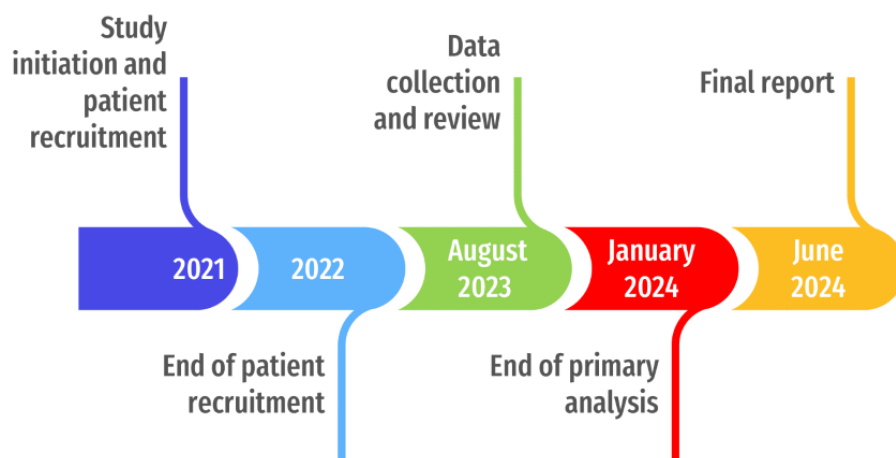 Study
initiation and
patient
recruitment
Data
collection
and review
Final report
2021
2022
August
2023
January
2024
June
2024
End of patient
recruitment
End of primary
analysis